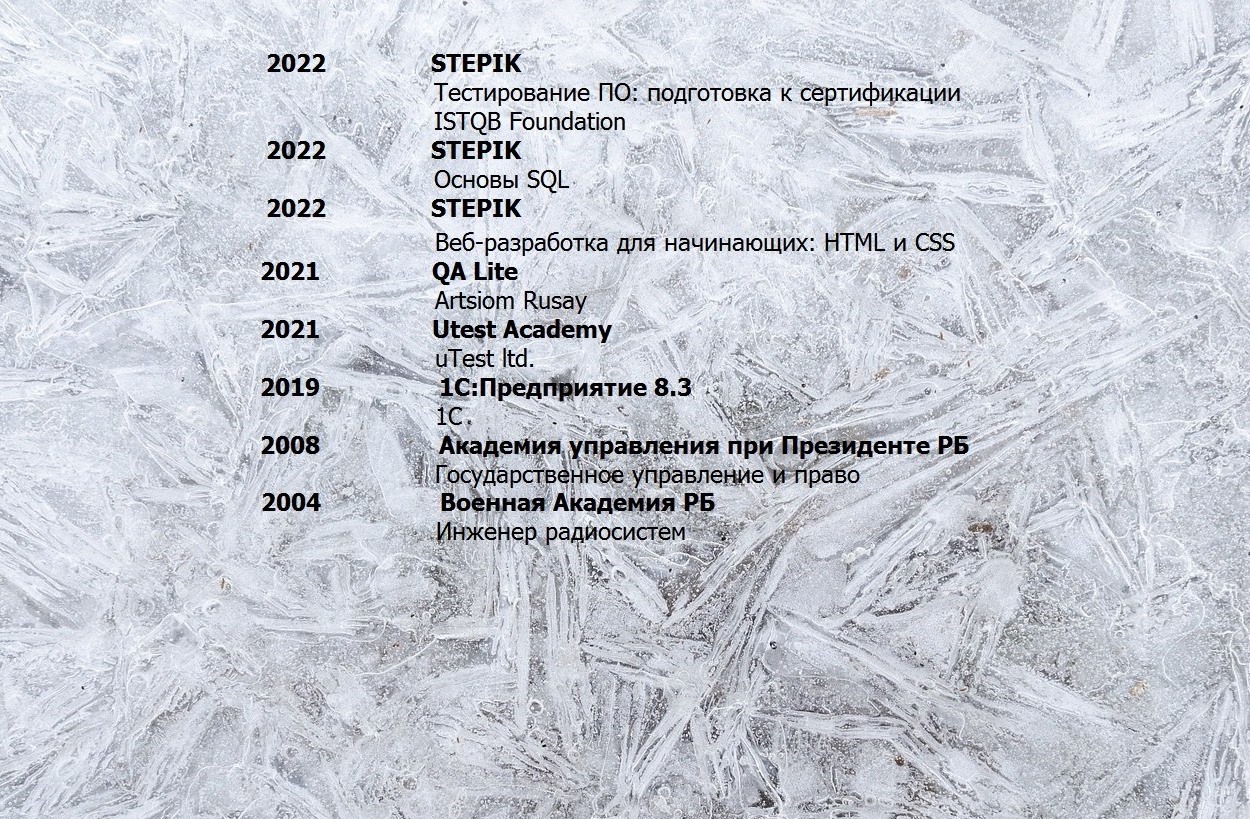 2022 STEPIK
Тестирование ПО: подготовка к сертификации
ISTQB Foundation
2022 STEPIK
Основы SQL
2022 STEPIK
Веб-разработка для начинающих: HTML и CSS
2021 QA Lite
Artsiom Rusay
2021 Utest Academy
uTest ltd.
2019 1С:Предприятие 8.3
1С
2008 Академия управления при Президенте РБ
Государственное управление и право
2004 Военная Академия РБ
Инженер радиосистем